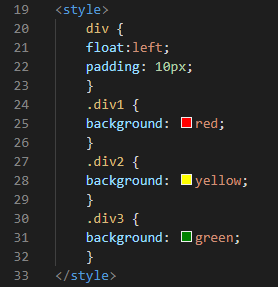 19 <style>
20 div {
21 float:left;
22 padding: 10px;
23 }
24 .div1 {
25 background: red;
26 }
27 .div2 {
28 background: yellow;
29 }
30 .div3 {
31 background: green;
32 }
33 </style>